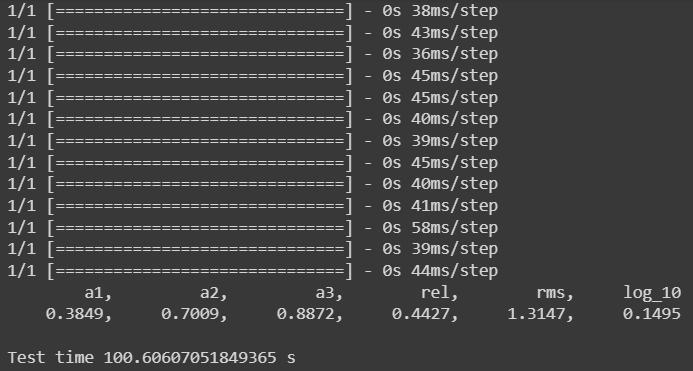 1/1 [==============================] - 0s 38ms/step
1/1 [==============================] - 0s 43ms/step
1/1 [==============================] - 0s 36ms/step
1/1 [==============================] - 0s 45ms/step
1/1 [==============================] - 0s 45ms/step
1/1 [==============================] - 0s 40ms/step
1/1 [==============================] - 0s 39ms/step
1/1 [==============================] - 0s 45ms/step
1/1 [==============================] - 0s 40ms/step
1/1 [==============================] - 0s 41ms/step
1/1 [==============================] - 0s 58ms/step
1/1 [==============================] - 0s 39ms/step
1/1 [==============================] - 0s 44ms/step
a1, a2, a3, rel, rms, log_10
0.3849, 0.7009, 0.8872, 0.4427, 1.3147, 0.1495
Test time 100.60607051849365 s